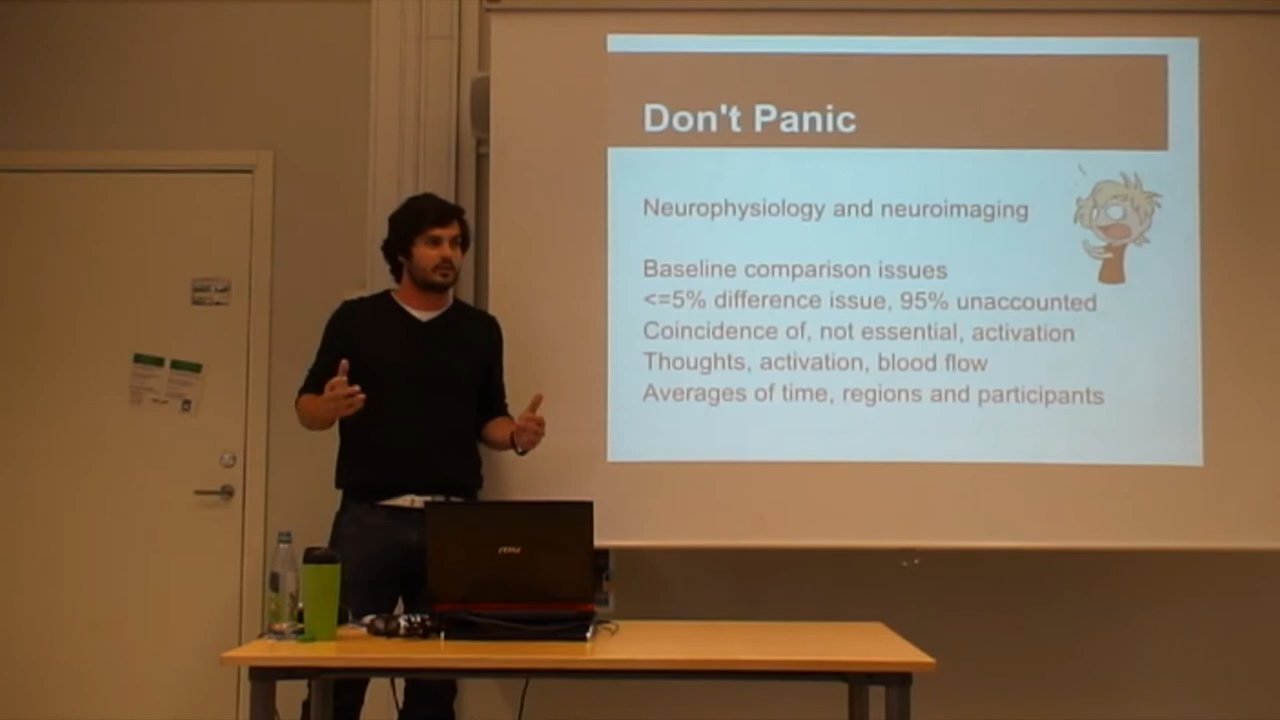 Don't Panic
Neurophysiology and neuroimaging
Baseline comparison issues
<=5% difference issue, 95% unaccounted
Coincidence of, not essential, activation
Thoughts, activation, blood flow
Averages of time, regions and participants
msi